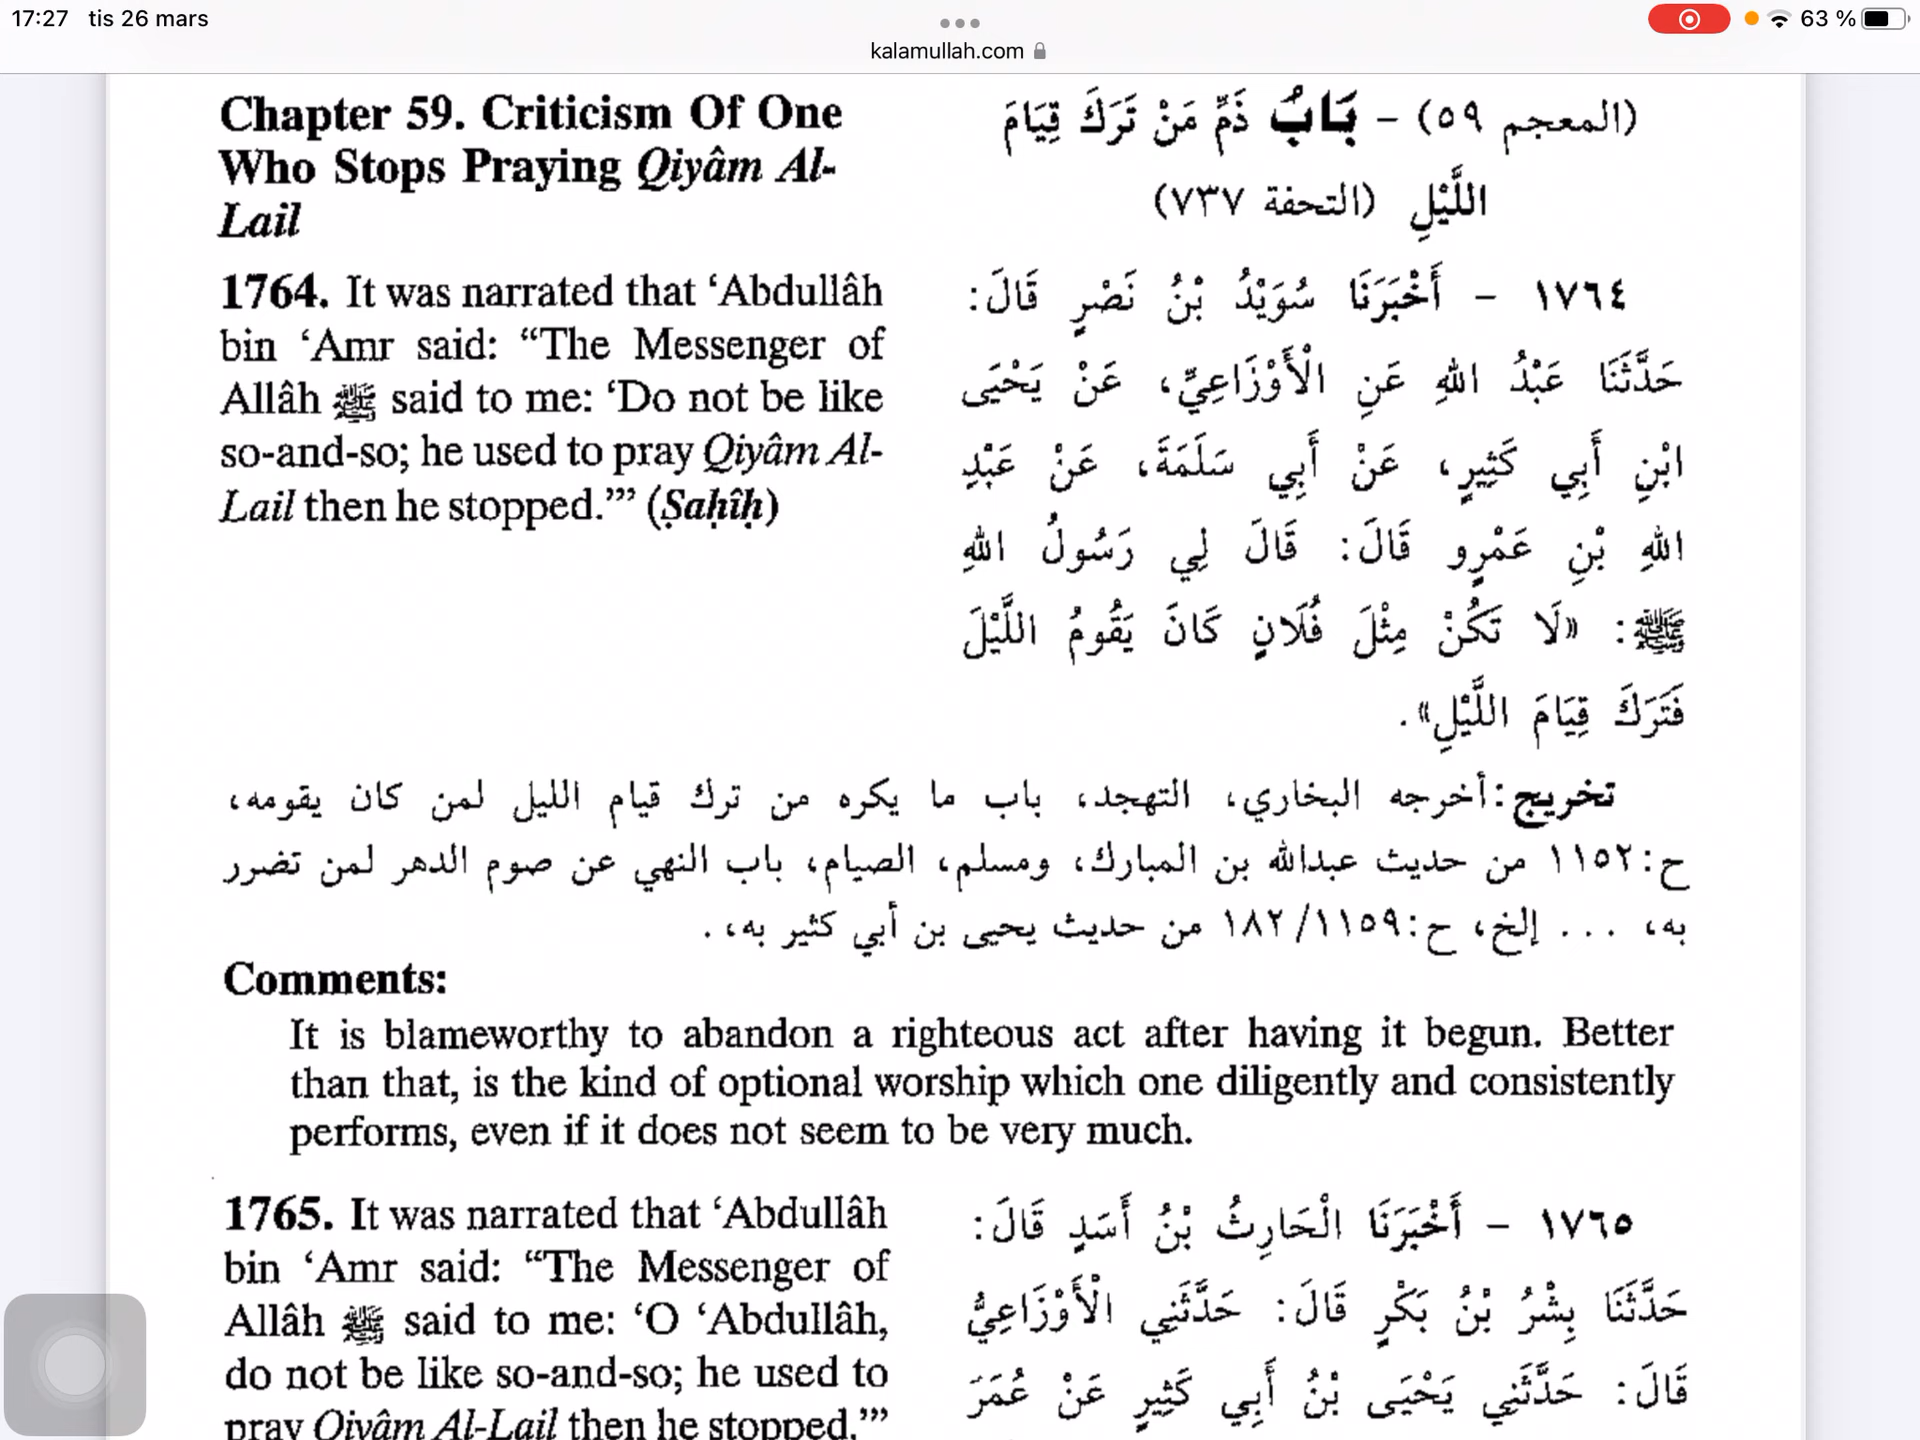 17:27 tis 26 mars
63 %
kalamullah.com
Chapter 59. Criticism Of One
Who Stops Praying Qiyâm Al-
Lail
(المعجم ٥٩) - بَابُ ذَمِّ مَنْ تَرَكَ قِيَامَ
اللَّيْلِ (التحفة ٧٣٧)
1764. It was narrated that ‘Abdullâh
bin ‘Amr said: “The Messenger of
Allâh ﷺ said to me: ‘Do not be like
so-and-so; he used to pray Qiyâm Al-
Lail then he stopped.’” (Ṣaḥîḥ)
١٧٦٤ - أَخْبَرَنَا سُوَيْدُ بْنُ نَصْرٍ قَالَ:
حَدَّثَنَا عَبْدُ اللهِ عَنِ الْأَوْزَاعِيِّ، عَنْ يَحْيَى
ابْنِ أَبِي كَثِيرٍ، عَنْ أَبِي سَلَمَةَ، عَنْ عَبْدِ
اللهِ بْنِ عَمْرٍو قَالَ: قَالَ لِي رَسُولُ اللهِ
ﷺ: «لَا تَكُنْ مِثْلَ فُلَانٍ كَانَ يَقُومُ اللَّيْلَ
فَتَرَكَ قِيَامَ اللَّيْلِ».
تخريج: أخرجه البخاري، التهجد، باب ما يكره من ترك قيام الليل لمن كان يقومه،
ح:١١٥٢ من حديث عبدالله بن المبارك، ومسلم، الصيام، باب النهي عن صوم الدهر لمن تضرر
به، ... إلخ، ح:١١٥٩/ ١٨٢ من حديث يحيى بن أبي كثير به، .
Comments:
It is blameworthy to abandon a righteous act after having it begun. Better
than that, is the kind of optional worship which one diligently and consistently
performs, even if it does not seem to be very much.
1765. It was narrated that ‘Abdullâh
bin ‘Amr said: “The Messenger of
Allâh ﷺ said to me: ‘O ‘Abdullâh,
do not be like so-and-so; he used to
pray Qiyâm Al-Lail then he stopped.’”
١٧٦٥ - أَخْبَرَنَا الْحَارِثُ بْنُ أَسَدٍ قَالَ:
حَدَّثَنَا بِشْرُ بْنُ بَكْرٍ قَالَ: حَدَّثَنِي الْأَوْزَاعِيُّ
قَالَ: حَدَّثَنِي يَحْيَى بْنُ أَبِي كَثِيرٍ عَنْ عُمَرَ